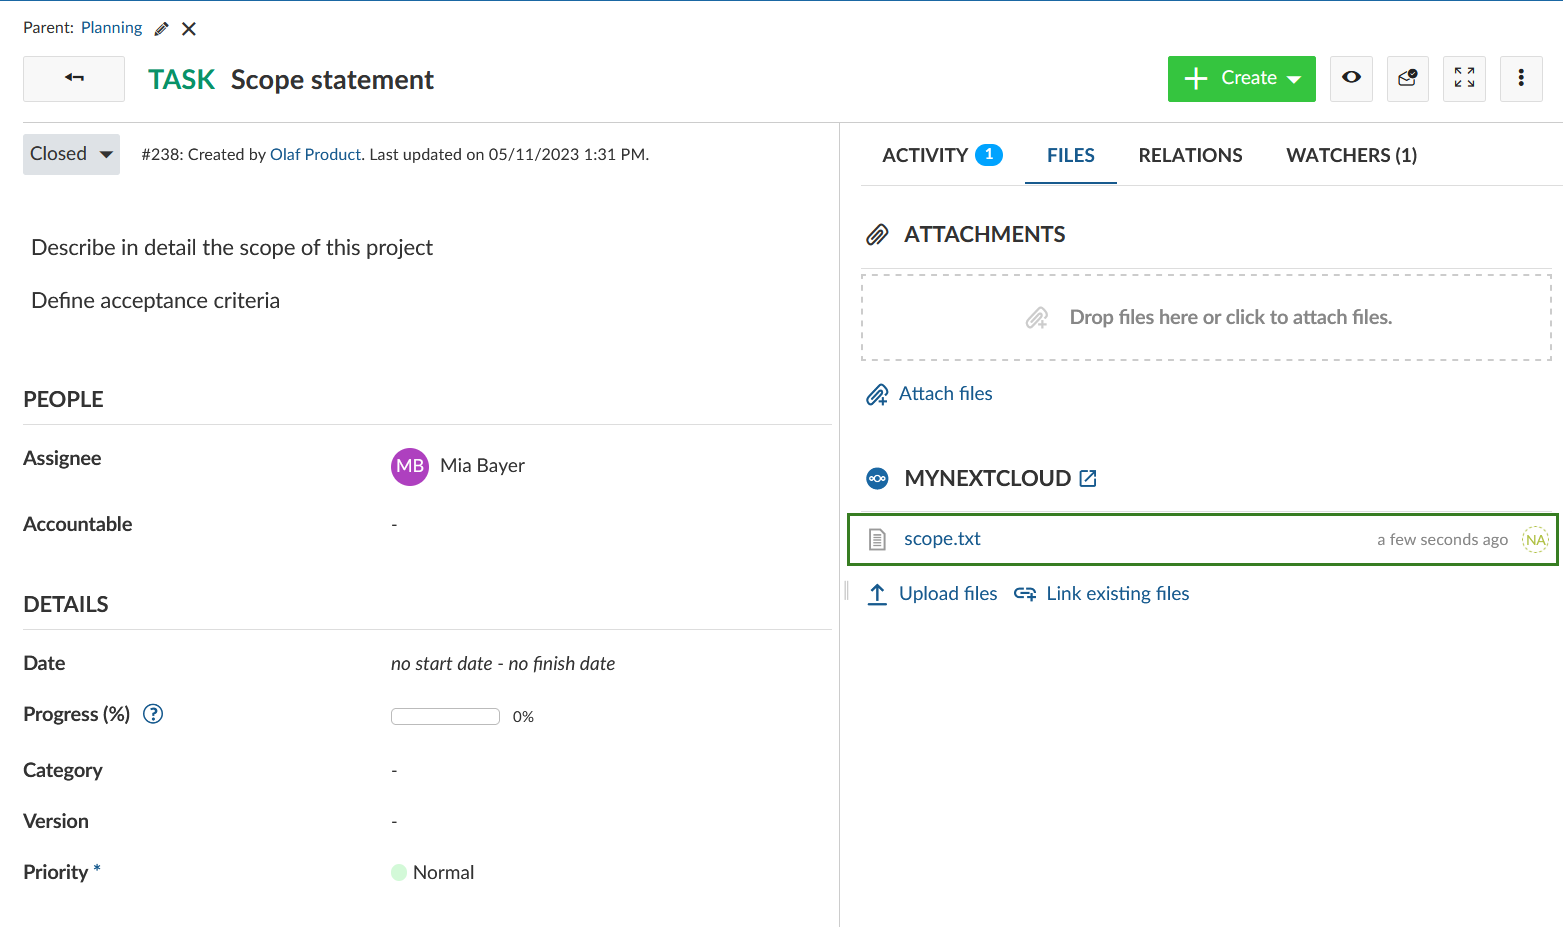 Parent: Planning
TASK Scope statement
Create
Closed
#238: Created by Olaf Product. Last updated on 05/11/2023 1:31 PM.
Describe in detail the scope of this project
Define acceptance criteria
PEOPLE
Assignee MB Mia Bayer
Accountable -
DETAILS
Date no start date - no finish date
Progress (%) ? 0%
Category -
Version -
Priority * Normal
ACTIVITY 1 FILES RELATIONS WATCHERS (1)
ATTACHMENTS
Drop files here or click to attach files.
Attach files
MYNEXTCLOUD
scope.txt a few seconds ago NA
Upload files Link existing files